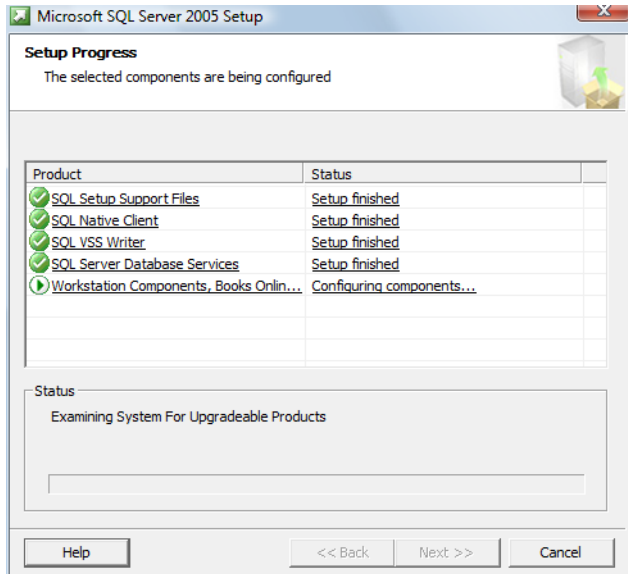 Microsoft SQL Server 2005 Setup
Setup Progress
The selected components are being configured
Product Status
SQL Setup Support Files Setup finished
SQL Native Client Setup finished
SQL VSS Writer Setup finished
SQL Server Database Services Setup finished
Workstation Components, Books Onlin... Configuring components...
Status
Examining System For Upgradeable Products
Help << Back Next >> Cancel